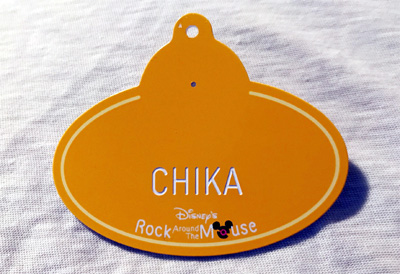 CHIKA
Disney's
Rock Around The Mouse